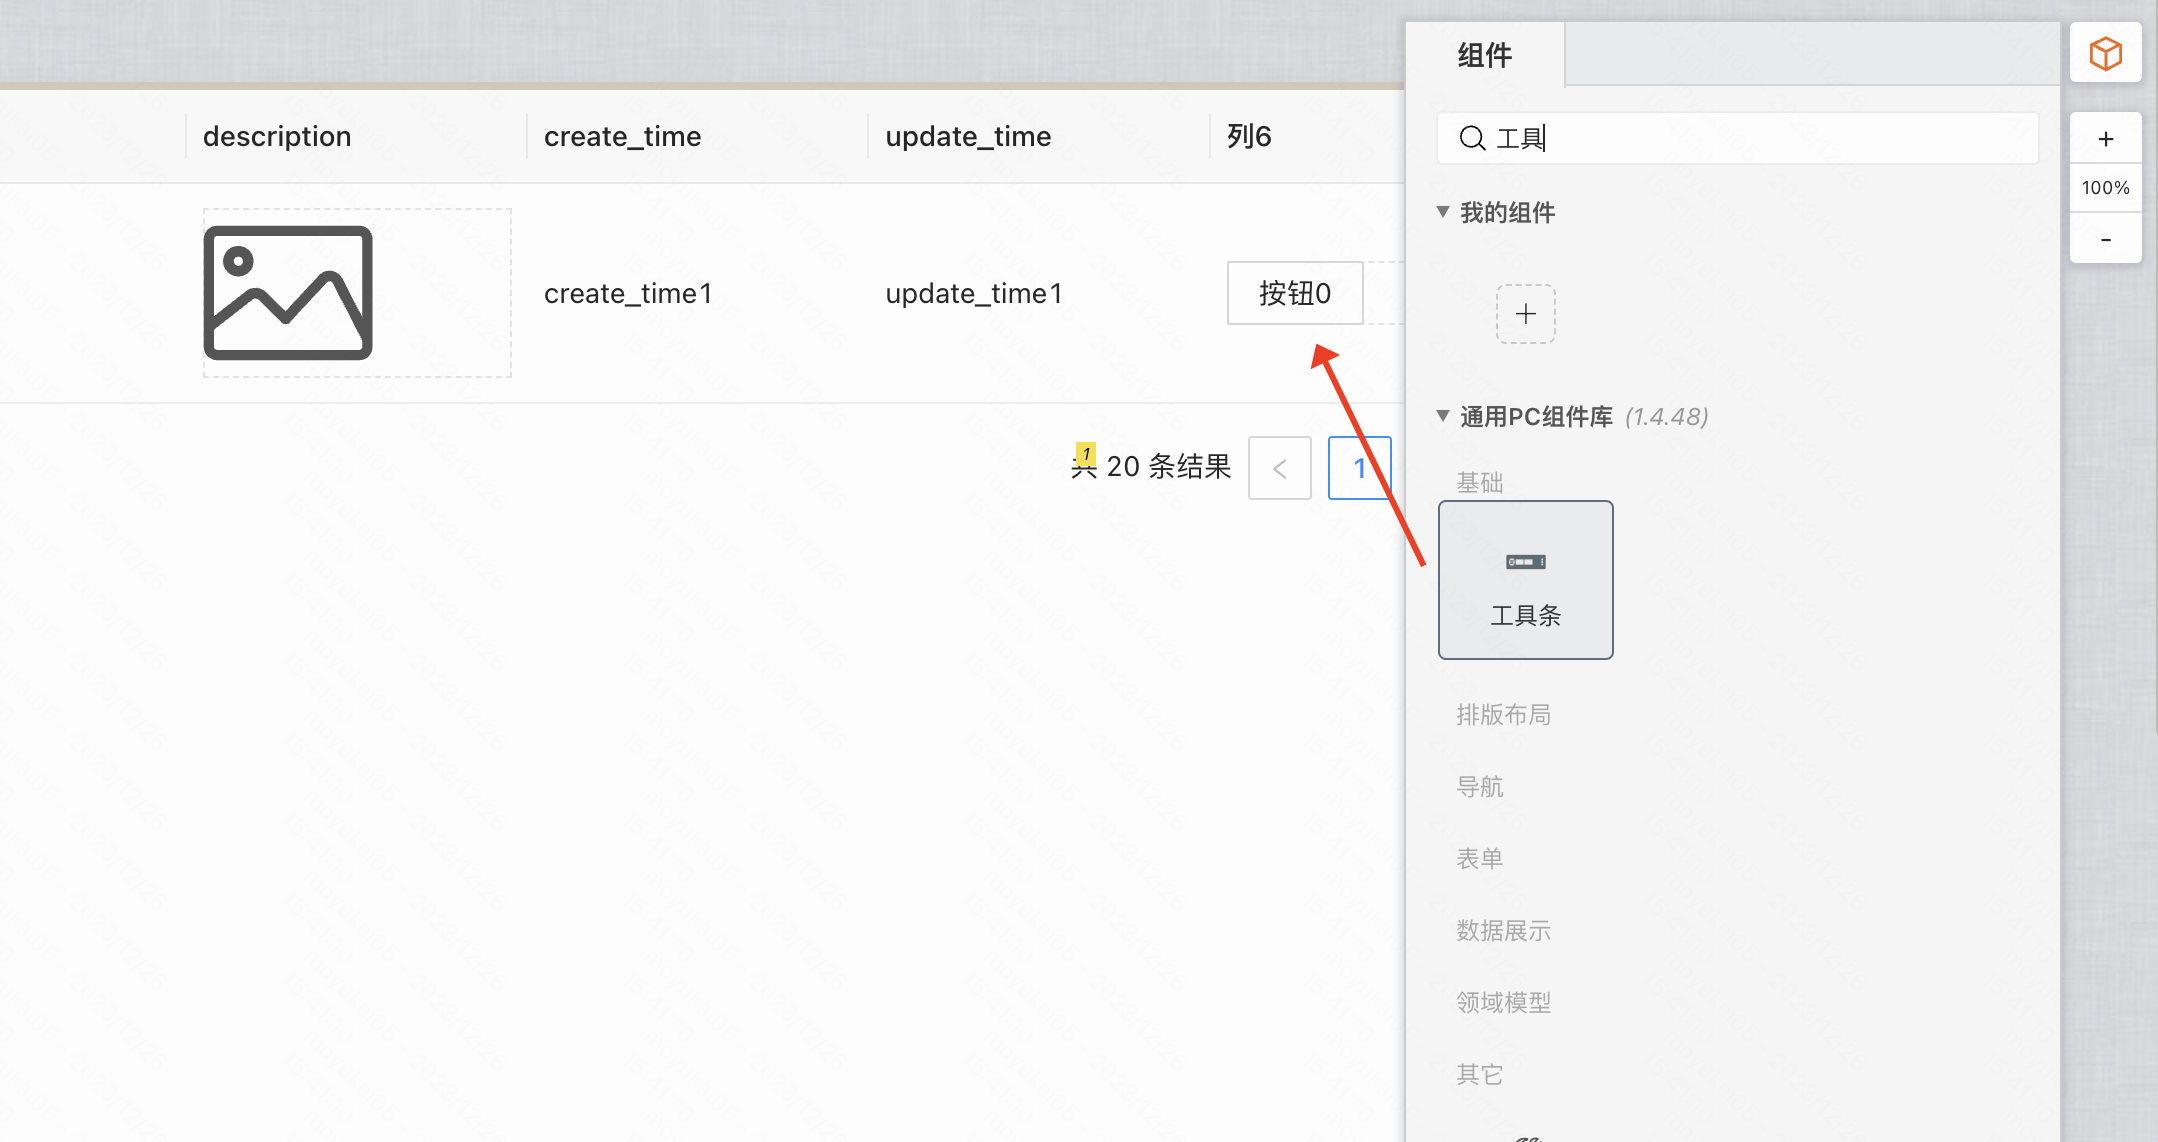 description
create_time
update_time
列6
create_time1
update_time1
按钮0
1
共 20 条结果
<
1
组件
工具
我的组件
+
通用PC组件库 (1.4.48)
基础
工具条
排版布局
导航
表单
数据展示
领域模型
其它
+
100%
-